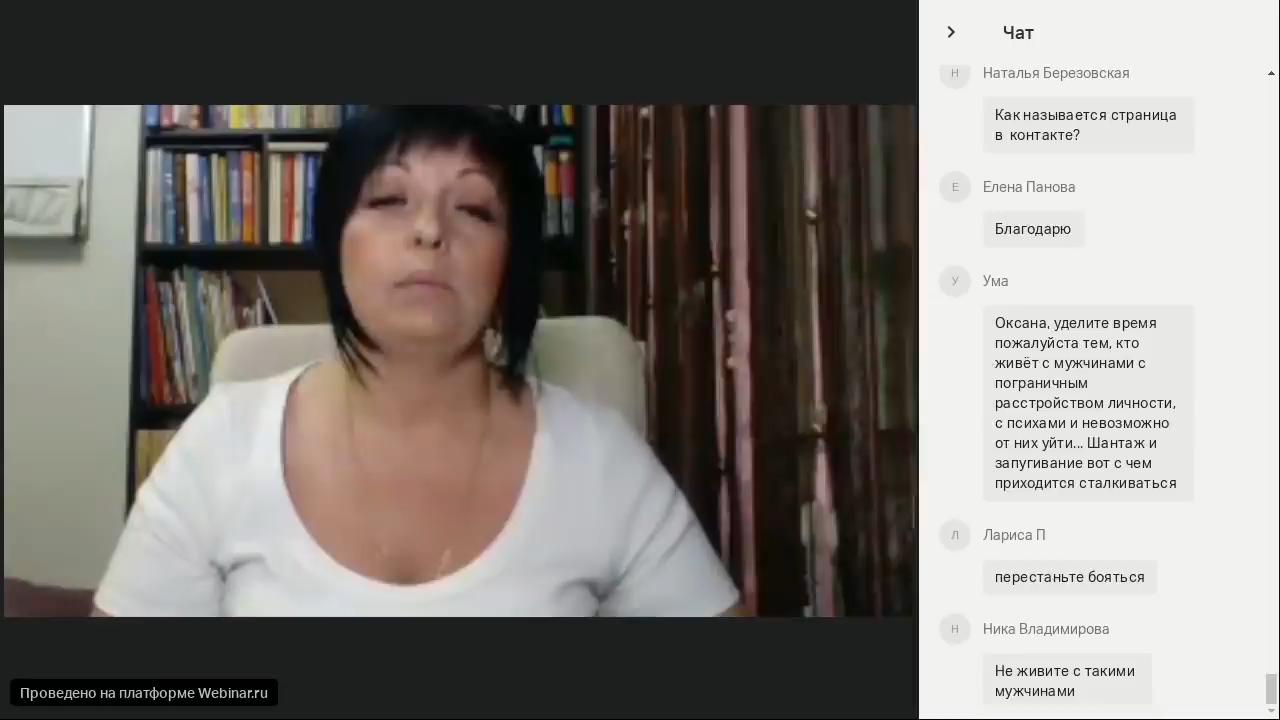 Чат
Н
Наталья Березовская
Как называется страница
в контакте?
Е
Елена Панова
Благодарю
У
Ума
Оксана, уделите время
пожалуйста тем, кто
живёт с мужчинами с
пограничным
расстройством личности,
с психами и невозможно
от них уйти... Шантаж и
запугивание вот с чем
приходится сталкиваться
Л
Лариса П
перестаньте бояться
Н
Ника Владимирова
Не живите с такими
мужчинами
Проведено на платформе Webinar.ru